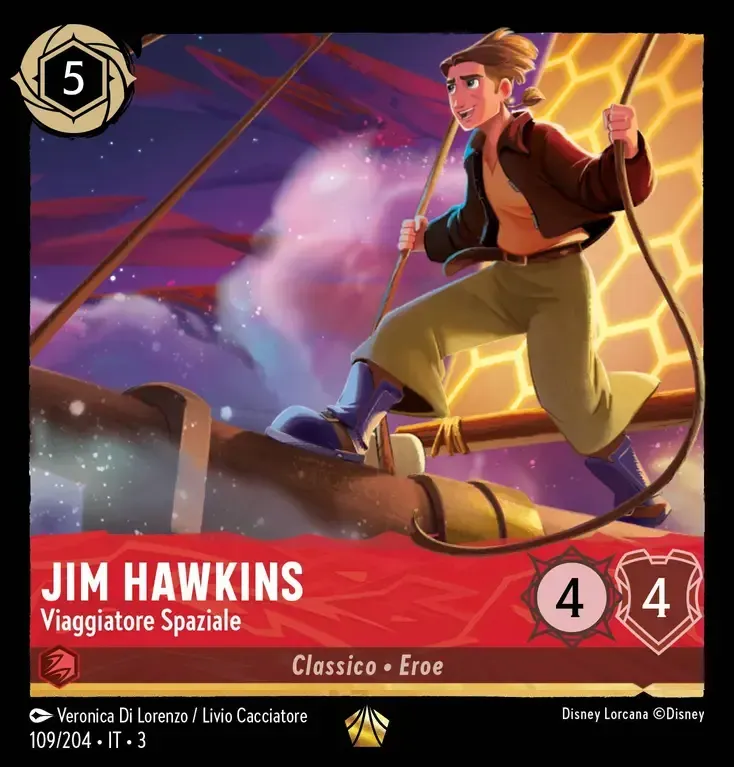 5
JIM HAWKINS
Viaggiatore Spaziale
4
4
Classico • Eroe
Veronica Di Lorenzo / Livio Cacciatore
Disney Lorcana ©Disney
109/204 • IT • 3